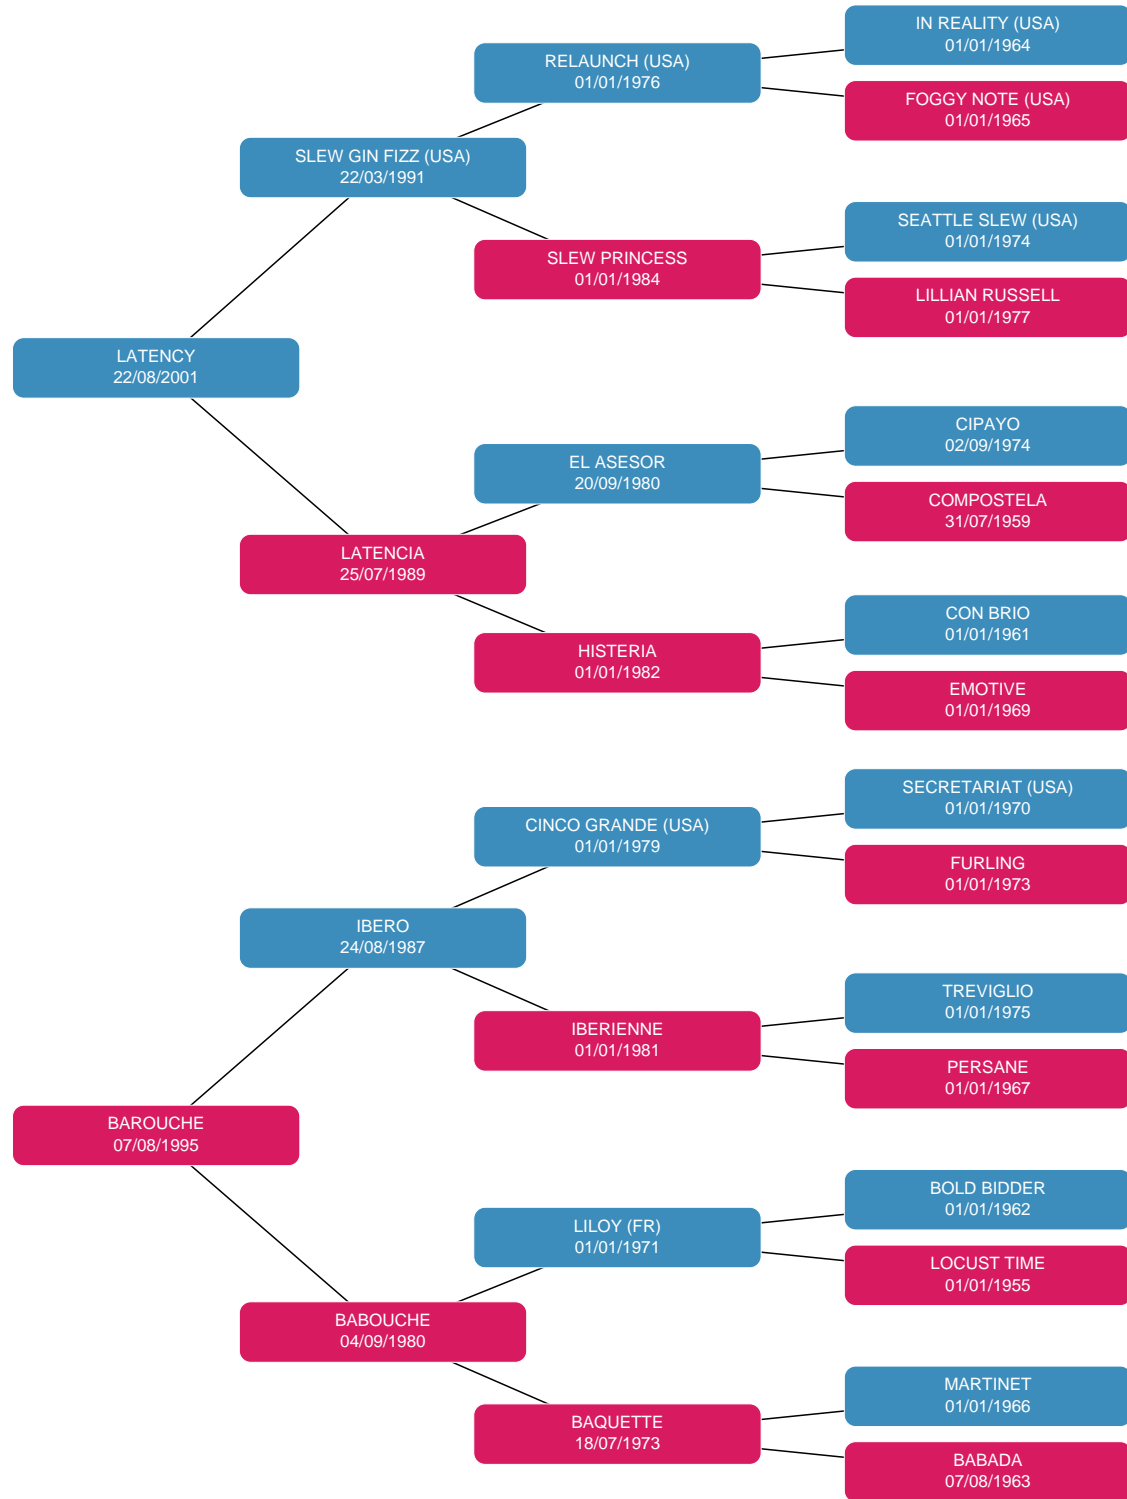 IN REALITY (USA)
01/01/1964
RELAUNCH (USA)
01/01/1976
FOGGY NOTE (USA)
01/01/1965
SLEW GIN FIZZ (USA)
22/03/1991
SEATTLE SLEW (USA)
01/01/1974
SLEW PRINCESS
01/01/1984
LILLIAN RUSSELL
01/01/1977
LATENCY
22/08/2001
CIPAYO
02/09/1974
EL ASESOR
20/09/1980
COMPOSTELA
31/07/1959
LATENCIA
25/07/1989
CON BRIO
01/01/1961
HISTERIA
01/01/1982
EMOTIVE
01/01/1969
SECRETARIAT (USA)
01/01/1970
CINCO GRANDE (USA)
01/01/1979
FURLING
01/01/1973
IBERO
24/08/1987
TREVIGLIO
01/01/1975
IBERIENNE
01/01/1981
PERSANE
01/01/1967
BAROUCHE
07/08/1995
BOLD BIDDER
01/01/1962
LILOY (FR)
01/01/1971
LOCUST TIME
01/01/1955
BABOUCHE
04/09/1980
MARTINET
01/01/1966
BAQUETTE
18/07/1973
BABADA
07/08/1963